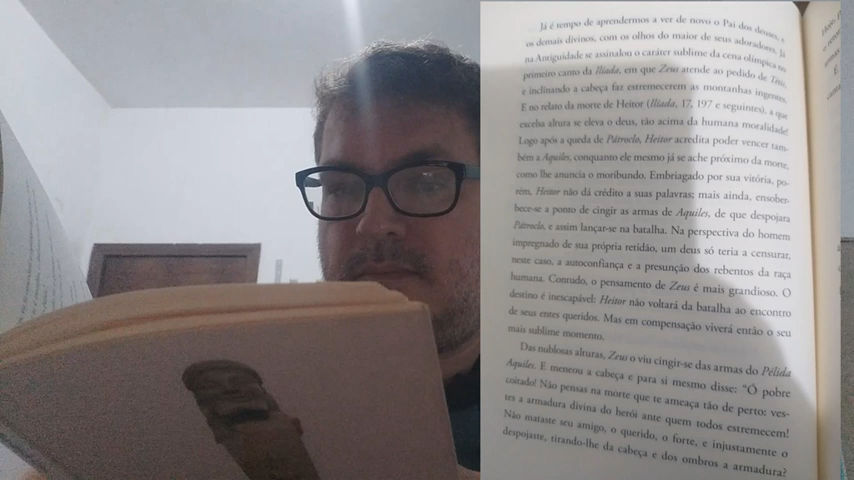 Já é tempo de aprendermos a ver de novo o Pai dos deuses, e
os demais divinos, com os olhos do maior de seus adoradores. Já
na Antiguidade se assinalou o caráter sublime da cena olímpica no
primeiro canto da Ilíada, em que Zeus atende ao pedido de Tétis,
e inclinando a cabeça faz estremecerem as montanhas ingentes.
E no relato da morte de Heitor (Ilíada, 17, 197 e seguintes), a que
esceba altura se eleva o deus, tão acima da humana moralidade!
Logo após a queda de Pátroclo, Heitor acredita poder vencer tam-
bém a Aquiles, conquanto ele mesmo já se ache próximo da morte,
como lhe anuncia o moribundo. Embriagado por sua vitória, po-
rém, Heitor não dá crédito a suas palavras: mais ainda, ensober-
bece-se a ponto de cingir as armas de Aquiles, de que despojara
Pátroclo, e assim lançar-se na batalha. Na perspectiva do homem
impregnado de sua própria retidão, um deus só teria a censurar,
neste caso, a autoconfiança e a presunção dos rebentos da raça
humana. Contudo, o pensamento de Zeus é mais grandioso. O
destino é inescapável: Heitor não voltará da batalha ao encontro
de seus entes queridos. Mas em compensação viverá então o seu
mais sublime momento.
Das nublosas alturas, Zeus o viu cingir-se das armas do Pélida
Aquiles. E meneou a cabeça e para si mesmo disse: “Ó pobre
coitado! Não pensas na morte que te ameaça tão de perto: ves-
tes a armadura divina do herói ante quem todos estremecem!
Não mataste seu amigo, o querido, o forte, e injustamente o
despojaste, tirando-lhe da cabeça e dos ombros a armadura?